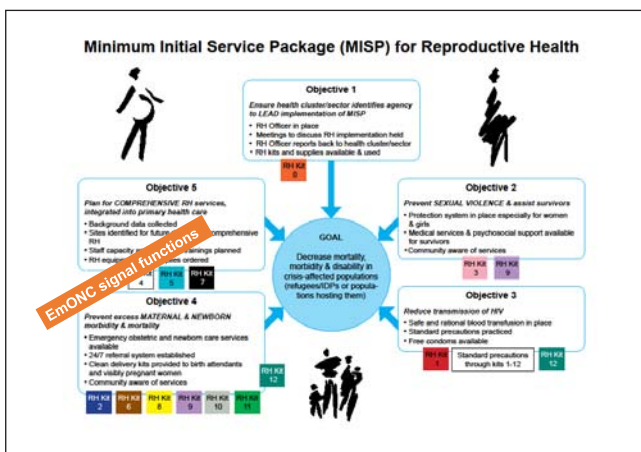 Minimum Initial Service Package (MISP) for Reproductive Health
Objective 1
Ensure health cluster/sector identifies agency
to LEAD implementation of MISP
• RH Officer in place
• Meetings to discuss RH implementation held
• RH Officer reports back to health cluster/sector
• RH kits and supplies available & used
RH Kit
0
Objective 5
Plan for COMPREHENSIVE RH services,
integrated into primary health care
• Background data collected
• Sites identified for future comprehensive
RH
• Staff capacity trainings planned
• RH ordered
4
RH Kit
5
RH Kit
7
EmONC signal functions
Objective 2
Prevent SEXUAL VIOLENCE & assist survivors
• Protection system in place especially for women
& girls
• Medical services & psychosocial support available
for survivors
• Community aware of services
RH Kit
3
RH Kit
9
GOAL
Decrease mortality,
morbidity & disability in
crisis-affected populations
(refugees/IDPs or popula-
tions hosting them)
Objective 4
Prevent excess MATERNAL & NEWBORN
morbidity & mortality
• Emergency obstetric and newborn care services
available
• 24/7 referral system established
• Clean delivery kits provided to birth attendants
and visibly pregnant women
• Community aware of services
RH Kit
12
RH Kit
2
RH Kit
6
RH Kit
8
RH Kit
9
RH Kit
10
RH Kit
11
Objective 3
Reduce transmission of HIV
• Safe and rational blood transfusion in place
• Standard precautions practiced
• Free condoms available
RH Kit
1
Standard precautions
through kits 1-12
RH Kit
12